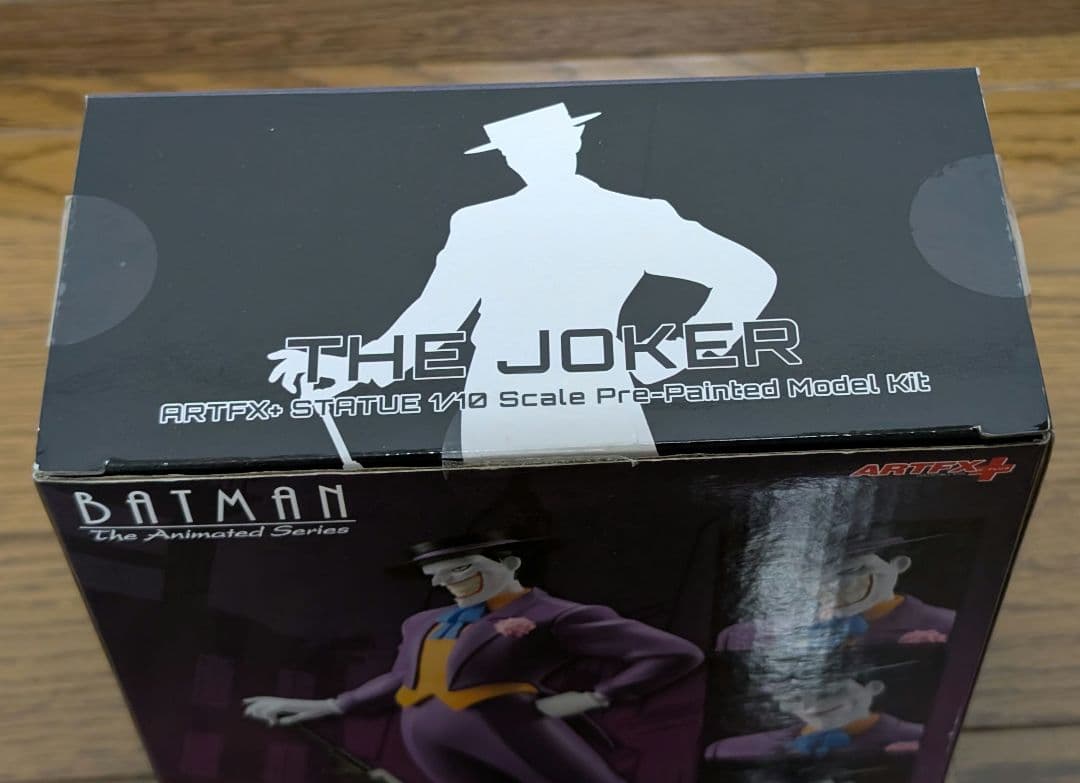 THE JOKER
ARTFX+ STATUE 1/10 Scale Pre-Painted Model Kit
ARTFX+
BATMAN
The Animated Series